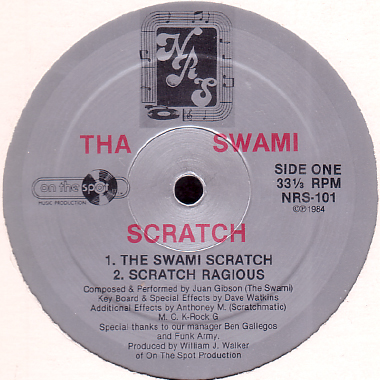 NRS
THA SWAMI
on the spot
MUSIC PRODUCTION
SIDE ONE
33⅓ RPM
NRS-101
©℗1984
SCRATCH
1. THE SWAMI SCRATCH
2. SCRATCH RAGIOUS
Composed & Performed by Juan Gibson (The Swami)
Key Board & Special Effects by Dave Watkins
Additional Effects by Anthoney M. (Scratchmatic)
M. C. K-Rock G
Special thanks to our manager Ben Gallegos
and Funk Army.
Produced by William J. Walker
of On The Spot Production